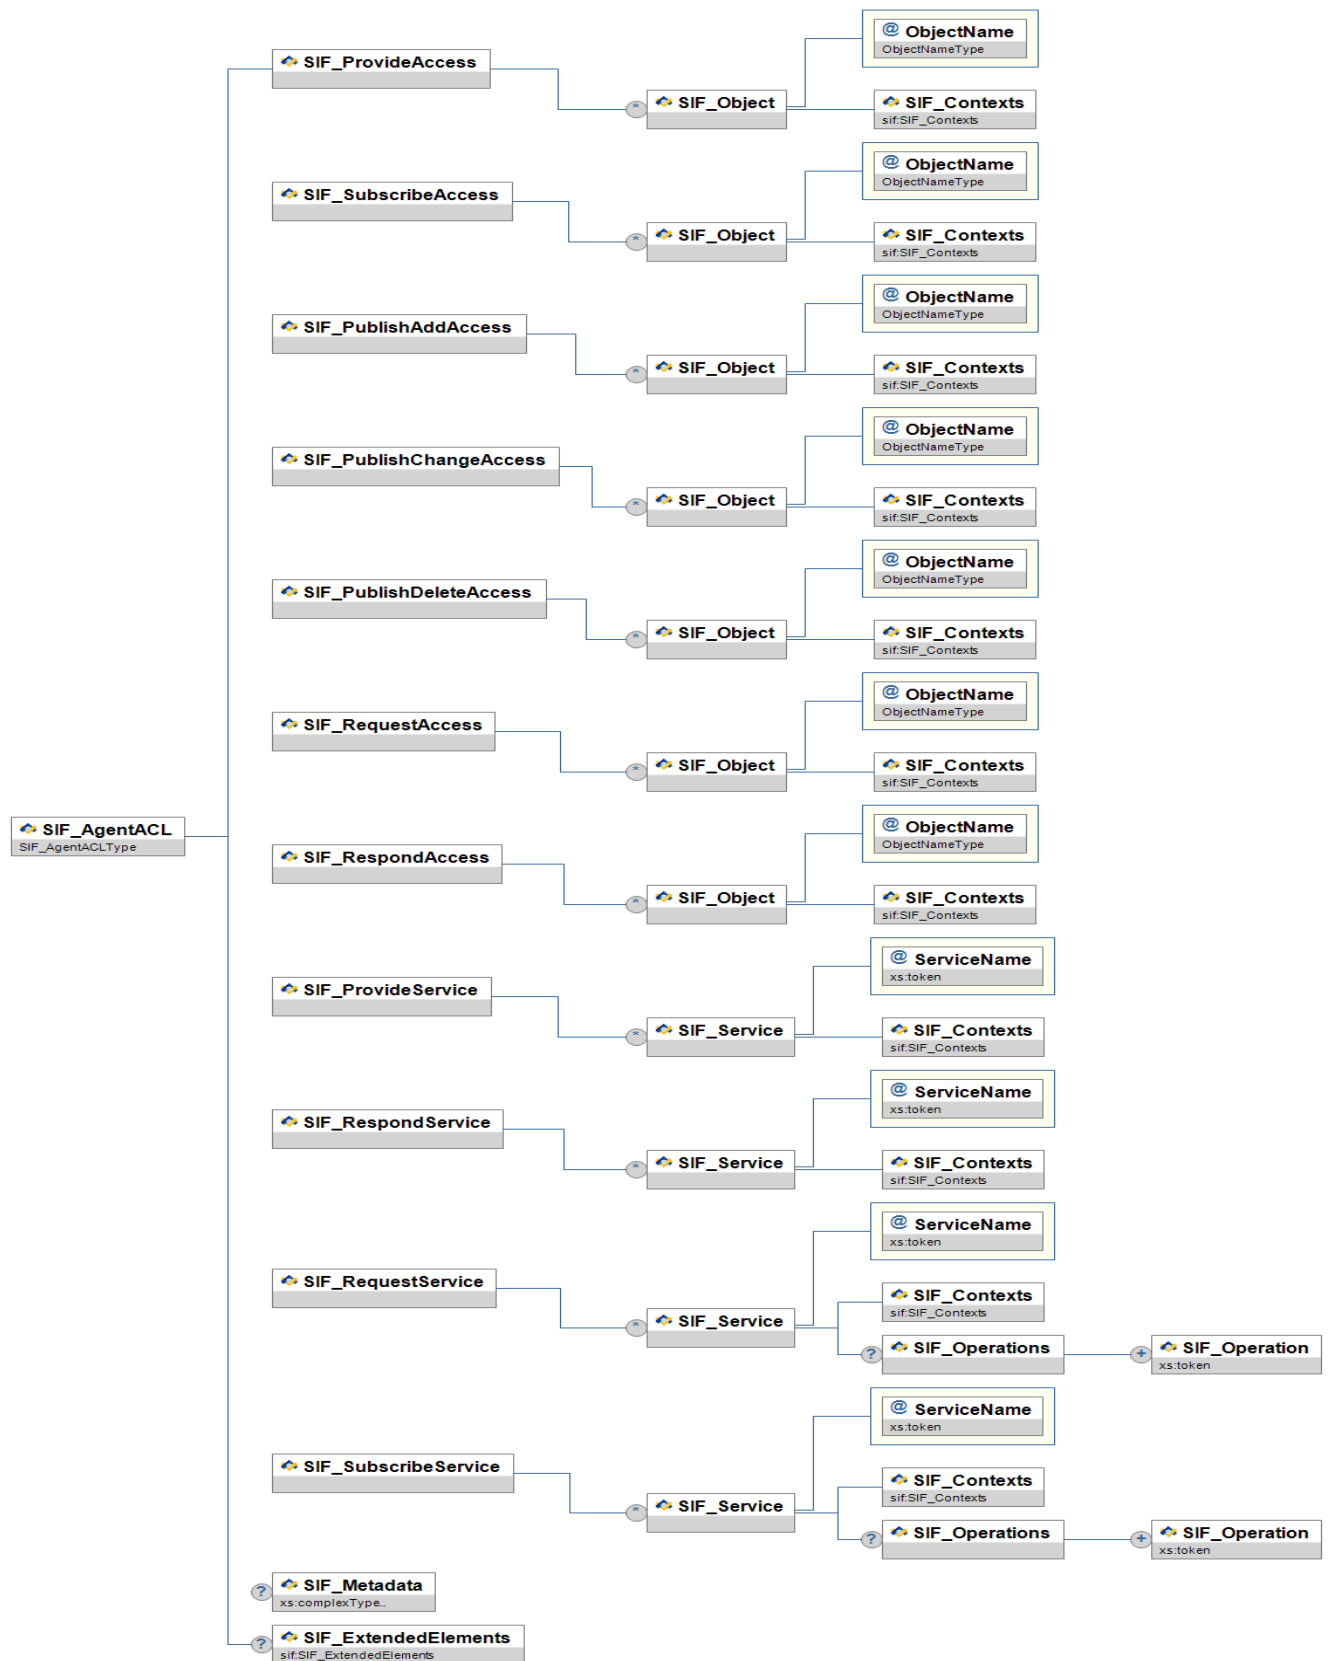 @ ObjectName
ObjectNameType
SIF_ProvideAccess
* SIF_Object
SIF_Contexts
sif:SIF_Contexts
@ ObjectName
ObjectNameType
SIF_SubscribeAccess
* SIF_Object
SIF_Contexts
sif:SIF_Contexts
@ ObjectName
ObjectNameType
SIF_PublishAddAccess
* SIF_Object
SIF_Contexts
sif:SIF_Contexts
@ ObjectName
ObjectNameType
SIF_PublishChangeAccess
* SIF_Object
SIF_Contexts
sif:SIF_Contexts
@ ObjectName
ObjectNameType
SIF_PublishDeleteAccess
* SIF_Object
SIF_Contexts
sif:SIF_Contexts
@ ObjectName
ObjectNameType
SIF_RequestAccess
* SIF_Object
SIF_Contexts
sif:SIF_Contexts
SIF_AgentACL
SIF_AgentACLType
@ ObjectName
ObjectNameType
SIF_RespondAccess
* SIF_Object
SIF_Contexts
sif:SIF_Contexts
@ ServiceName
xs:token
SIF_ProvideService
* SIF_Service
SIF_Contexts
sif:SIF_Contexts
@ ServiceName
xs:token
SIF_RespondService
* SIF_Service
SIF_Contexts
sif:SIF_Contexts
@ ServiceName
xs:token
SIF_RequestService
* SIF_Service
SIF_Contexts
sif:SIF_Contexts
? SIF_Operations
+ SIF_Operation
xs:token
@ ServiceName
xs:token
SIF_SubscribeService
* SIF_Service
SIF_Contexts
sif:SIF_Contexts
? SIF_Operations
+ SIF_Operation
xs:token
? SIF_Metadata
xs:complexType...
? SIF_ExtendedElements
sif:SIF_ExtendedElements